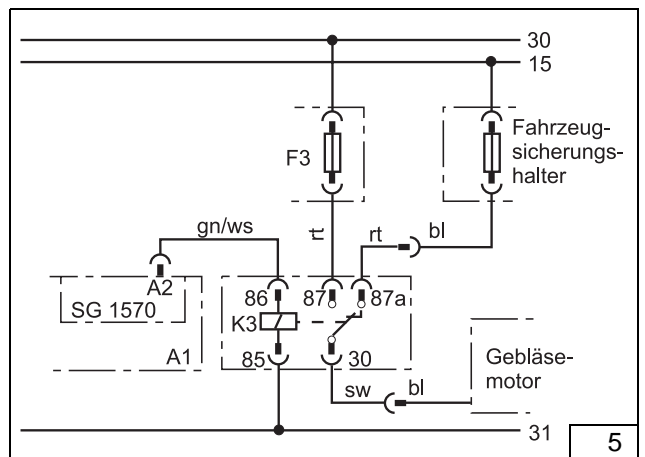 30
15
F3
Fahrzeug-
sicherungs-
halter
gn/ws
rt
rt
bl
A2
SG 1570
A1
86
87
87a
K3
85
30
Gebläse-
motor
sw
bl
31
5